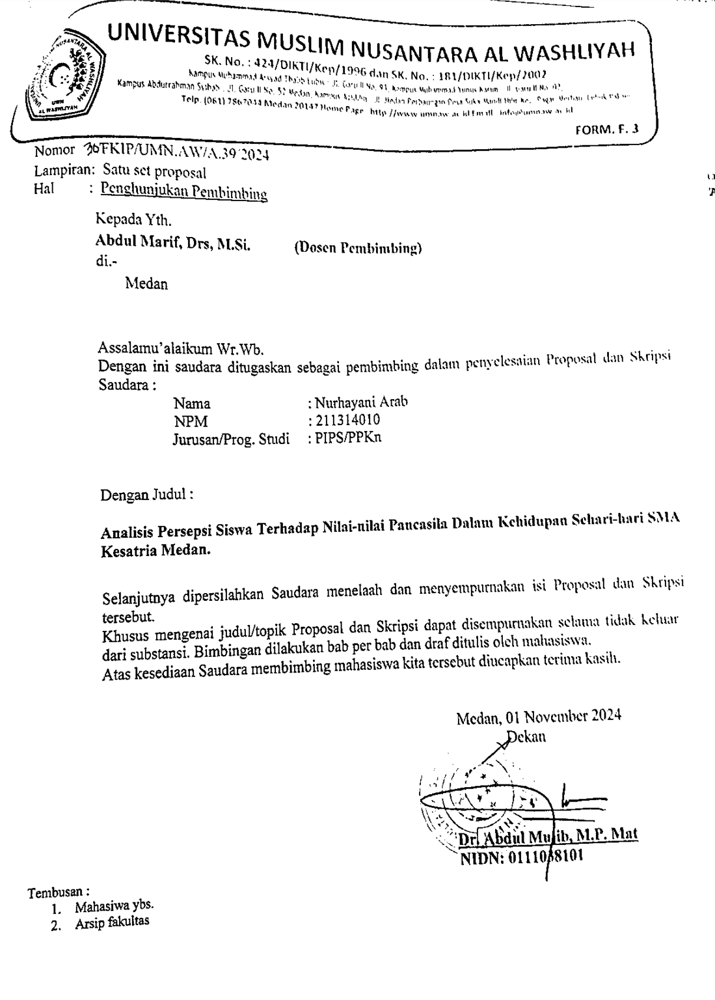 UNIVERSITAS MUSLIM NUSANTARA AL WASHLIYAH
SK. No. : 424/DIKTI/Kep/1996 dan SK. No. : 181/DIKTI/Kep/2002
Kampus Muhammad Arsyad Thalib Lubis : Jl. Garu II No. 93, Kampus Muhammad Yunus Karim : Jl. Garu II No. 02,
Kampus Abdurrahman Syihab : Jl. Garu II No. 52 Medan, Kampus : Jl. Medan Perbaungan Desa Suka Mandi Hilir Kec. Pagar Merbau, Lubuk Pakam
Telp. (061) 7867044 Medan 20147 Home Page : http://www.umnaw.ac.id Email : info@umnaw.ac.id
UMN
AL WASHLIYAH
FORM. F. 3
Nomor FKIP/UMN.AW/A.39/2024
Lampiran: Satu set proposal
Hal : Penghunjukan Pembimbing
Kepada Yth.
Abdul Marif, Drs, M.Si. (Dosen Pembimbing)
di.-
Medan
Assalamu'alaikum Wr.Wb.
Dengan ini saudara ditugaskan sebagai pembimbing dalam penyelesaian Proposal dan Skripsi
Saudara :
Nama : Nurhayani Arab
NPM : 211314010
Jurusan/Prog. Studi : PIPS/PPKn
Dengan Judul :
Analisis Persepsi Siswa Terhadap Nilai-nilai Pancasila Dalam Kehidupan Sehari-hari SMA
Kesatria Medan.
Selanjutnya dipersilahkan Saudara menelaah dan menyempurnakan isi Proposal dan Skripsi
tersebut.
Khusus mengenai judul/topik Proposal dan Skripsi dapat disempurnakan selama tidak keluar
dari substansi. Bimbingan dilakukan bab per bab dan draf ditulis oleh mahasiswa.
Atas kesediaan Saudara membimbing mahasiswa kita tersebut diucapkan terima kasih.
Medan, 01 November 2024
Dekan
Dr. Abdul Mujib, M.P. Mat
NIDN: 0111038101
Tembusan :
1. Mahasiwa ybs.
2. Arsip fakultas